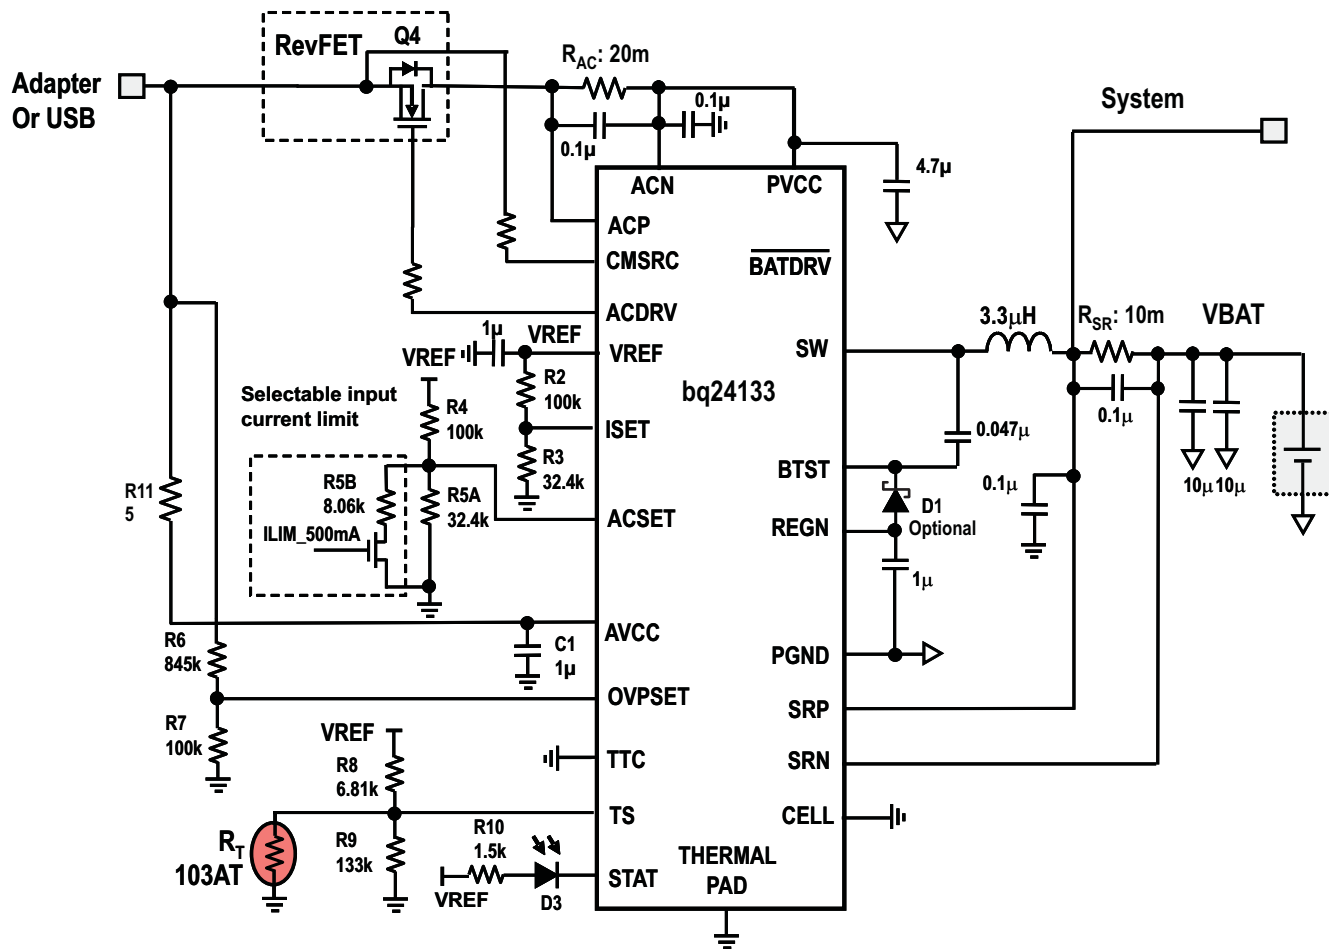 RevFET
Q4
R_AC: 20m
Adapter
Or USB
0.1µ
0.1µ
System
4.7µ
ACN
PVCC
ACP
CMSRC
BATDRV
ACDRV
1µ
VREF
VREF
VREF
SW
3.3µH
R_SR: 10m
VBAT
Selectable input
current limit
R4
100k
R2
100k
bq24133
ISET
0.047µ
0.1µ
R3
32.4k
BTST
R11
5
R5B
8.06k
R5A
32.4k
0.1µ
10µ
10µ
ILIM_500mA
ACSET
REGN
D1
Optional
1µ
R6
845k
AVCC
C1
1µ
PGND
OVPSET
SRP
R7
100k
VREF
R8
6.81k
TTC
SRN
TS
CELL
R_T
103AT
R9
133k
R10
1.5k
THERMAL
PAD
VREF
D3
STAT